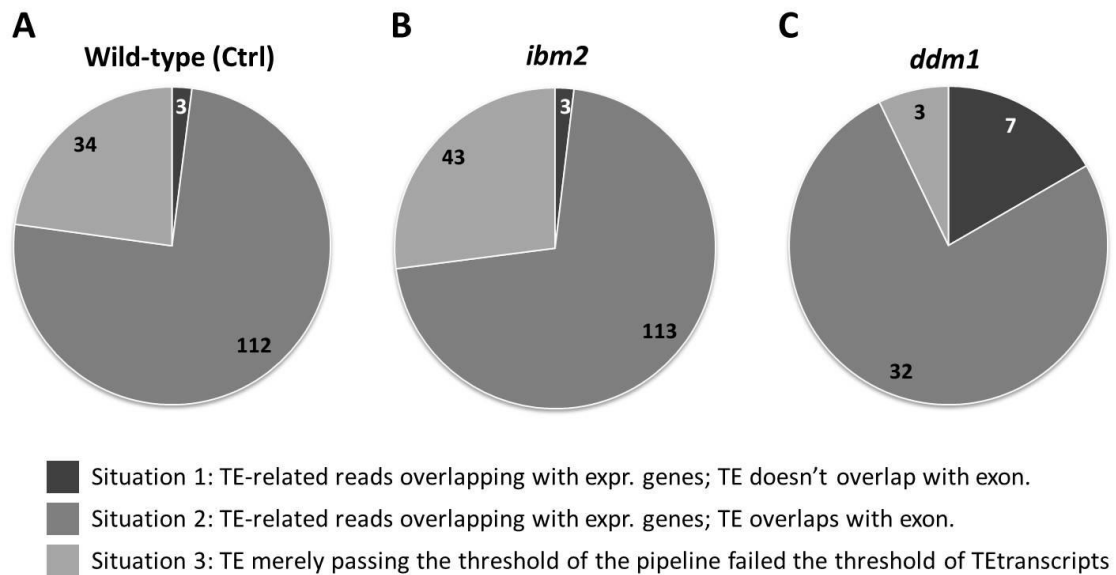 A
B
C
Wild-type (Ctrl)
ibm2
ddm1
3
34
112
3
43
113
3
7
32
Situation 1: TE-related reads overlapping with expr. genes; TE doesn’t overlap with exon.
Situation 2: TE-related reads overlapping with expr. genes; TE overlaps with exon.
Situation 3: TE merely passing the threshold of the pipeline failed the threshold of TEtranscripts